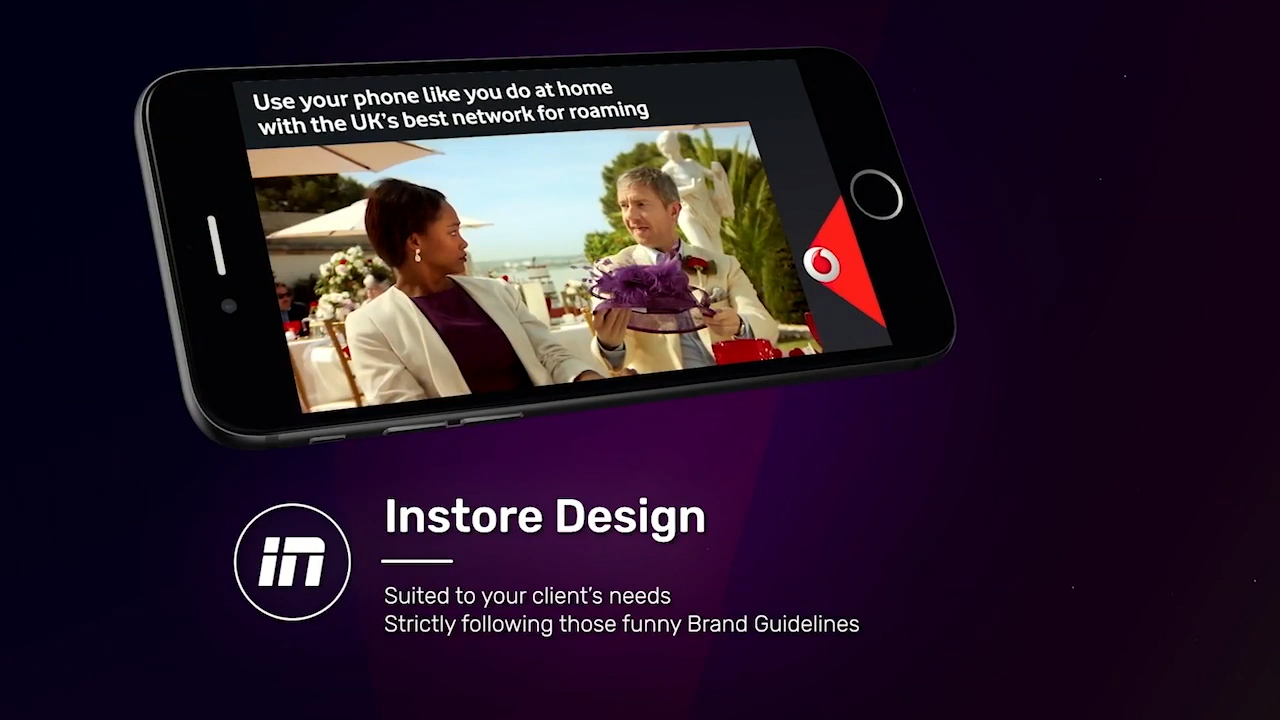 Use your phone like you do at home
with the UK's best network for roaming
in
Instore Design
Suited to your client's needs
Strictly following those funny Brand Guidelines